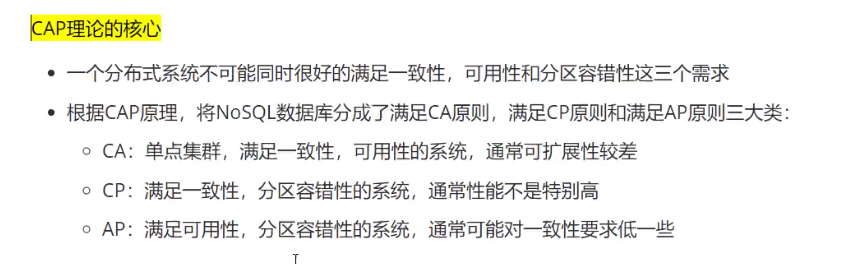 CAP理论的核心
一个分布式系统不可能同时很好的满足一致性，可用性和分区容错性这三个需求
根据CAP原理，将NoSQL数据库分成了满足CA原则，满足CP原则和满足AP原则三大类：
CA：单点集群，满足一致性，可用性的系统，通常可扩展性较差
CP：满足一致性，分区容错性的系统，通常性能不是特别高
AP：满足可用性，分区容错性的系统，通常可能对一致性要求低一些